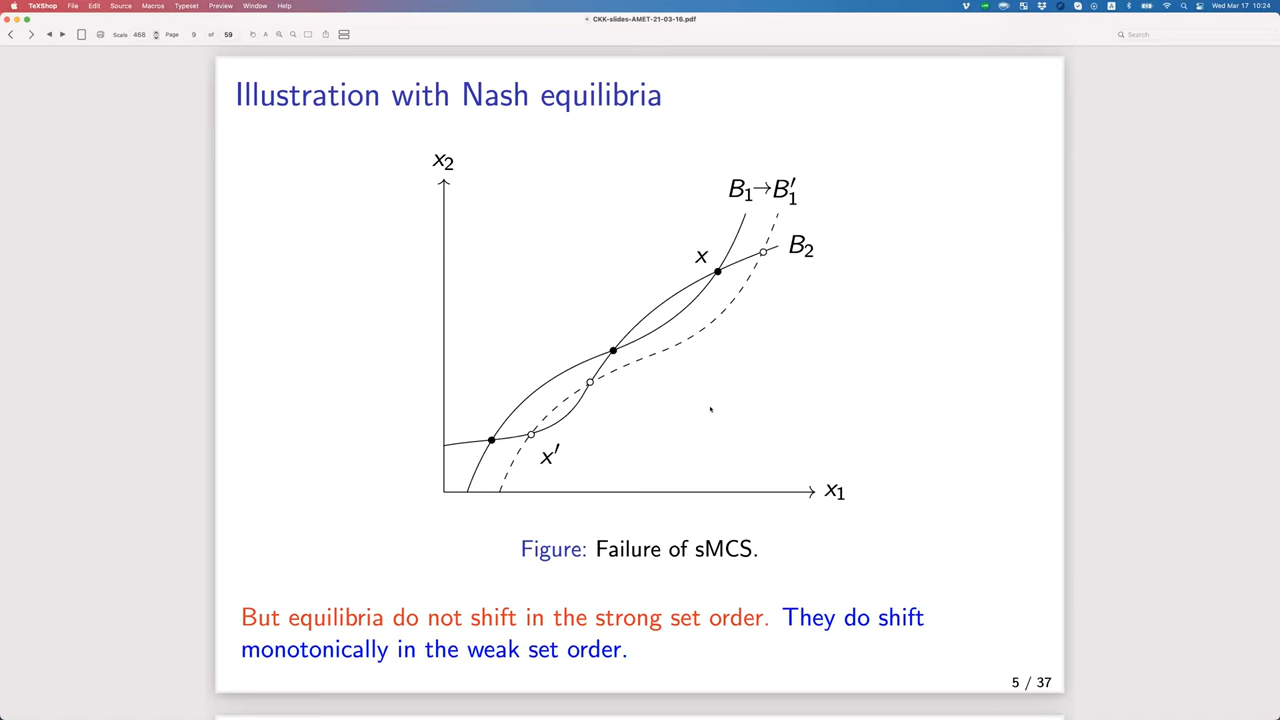 TeXShop File Edit Source Macros Typeset Preview Window Help Wed Mar 17 10:24
CKK-slides-AMET-21-03-16.pdf
Scale 468 Page 9 of 59 Search
Illustration with Nash equilibria
x₂
B₁→B′₁
B₂
x
x′
x₁
Figure: Failure of sMCS.
But equilibria do not shift in the strong set order. They do shift
monotonically in the weak set order.
5 / 37